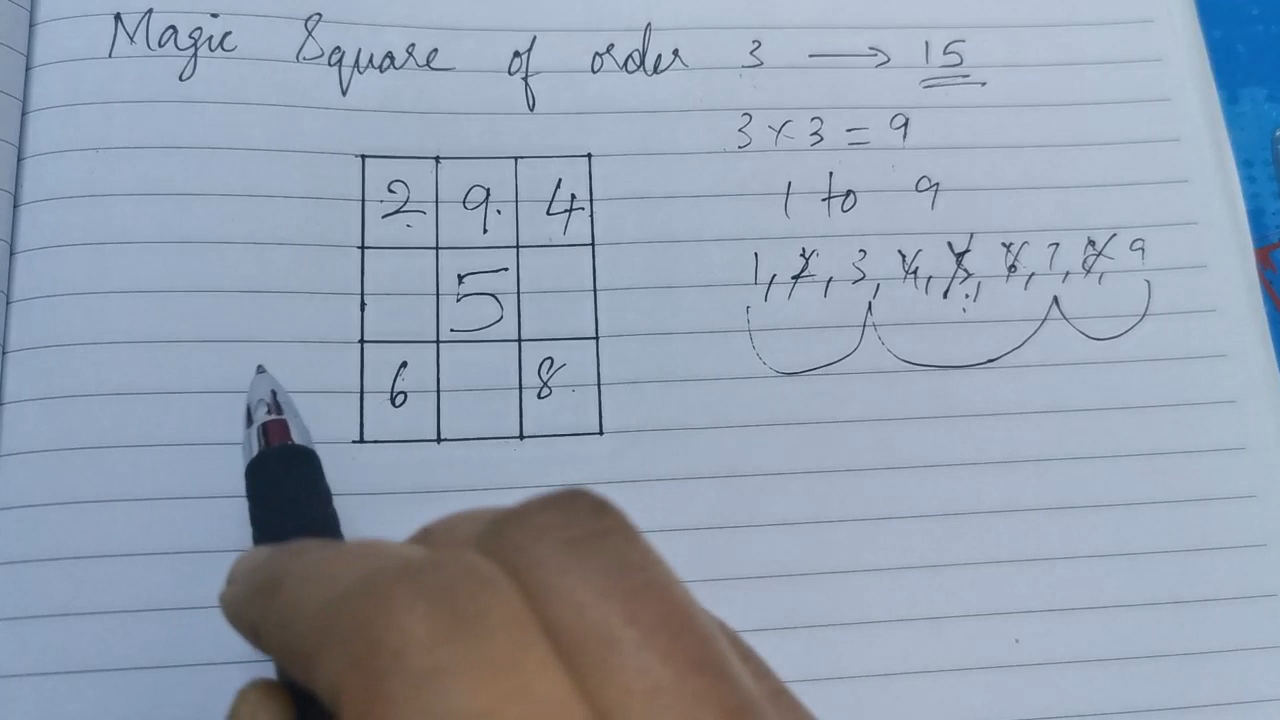 Magic Square of order 3 → 15
3 × 3 = 9
1 to 9
1, 2, 3, 4, 5, 6, 7, 8, 9
2 9 4
5
6 8